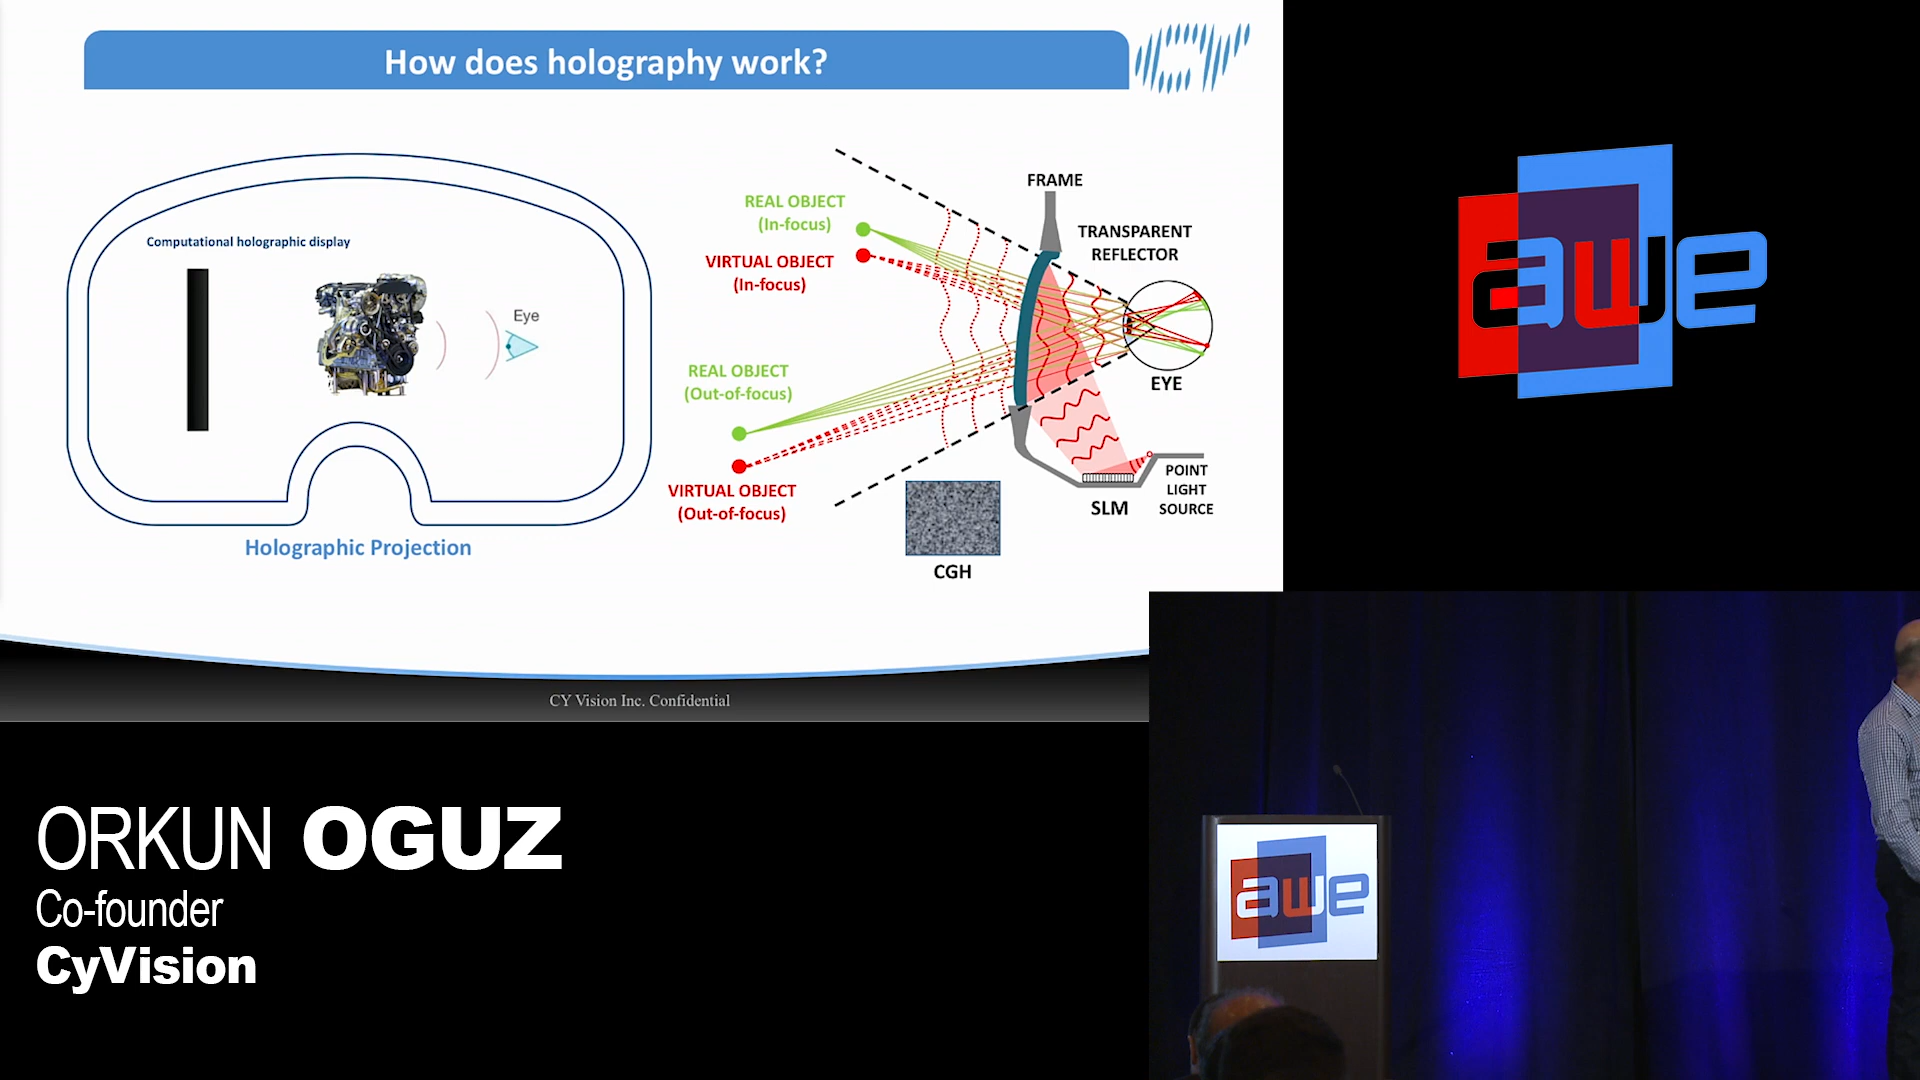 How does holography work?
CY
Computational holographic display
Eye
Holographic Projection
REAL OBJECT
(In-focus)
VIRTUAL OBJECT
(In-focus)
REAL OBJECT
(Out-of-focus)
VIRTUAL OBJECT
(Out-of-focus)
FRAME
TRANSPARENT
REFLECTOR
EYE
SLM
POINT
LIGHT
SOURCE
CGH
CY Vision Inc. Confidential
awe
ORKUN OGUZ
Co-founder
CyVision
awe